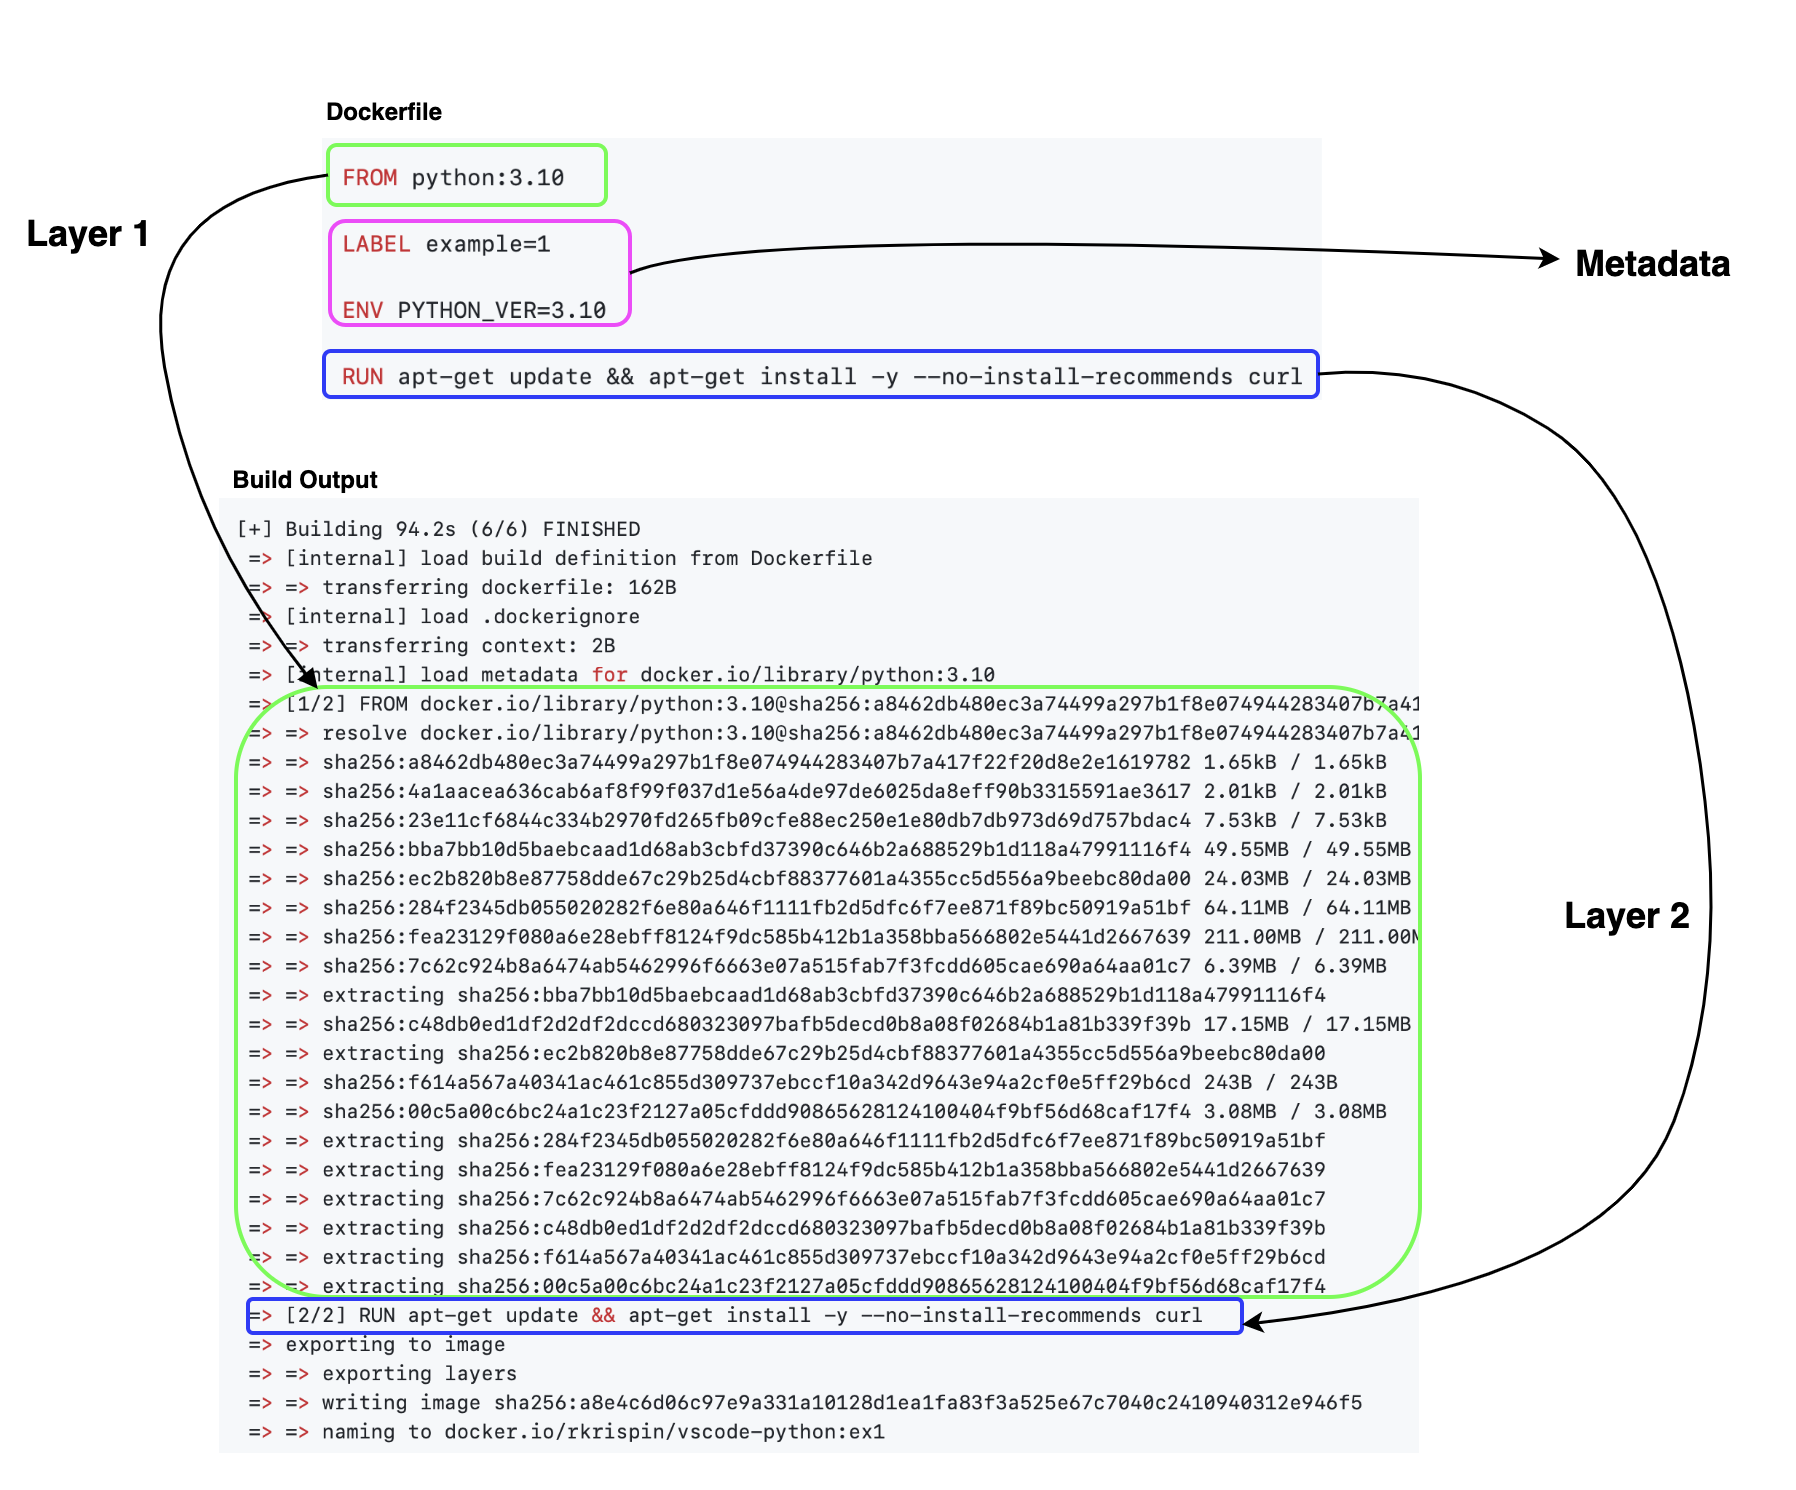 Dockerfile
FROM python:3.10
Layer 1
LABEL example=1
Metadata
ENV PYTHON_VER=3.10
RUN apt-get update && apt-get install -y --no-install-recommends curl
Build Output
[+] Building 94.2s (6/6) FINISHED
=> [internal] load build definition from Dockerfile
=> => transferring dockerfile: 162B
=> [internal] load .dockerignore
=> => transferring context: 2B
=> [internal] load metadata for docker.io/library/python:3.10
=> [1/2] FROM docker.io/library/python:3.10@sha256:a8462db480ec3a74499a297b1f8e074944283407b7a41
=> => resolve docker.io/library/python:3.10@sha256:a8462db480ec3a74499a297b1f8e074944283407b7a41
=> => sha256:a8462db480ec3a74499a297b1f8e074944283407b7a417f22f20d8e2e1619782 1.65kB / 1.65kB
=> => sha256:4a1aacea636cab6af8f99f037d1e56a4de97de6025da8eff90b3315591ae3617 2.01kB / 2.01kB
=> => sha256:23e11cf6844c334b2970fd265fb09cfe88ec250e1e80db7db973d69d757bdac4 7.53kB / 7.53kB
=> => sha256:bba7bb10d5baebcaad1d68ab3cbfd37390c646b2a688529b1d118a47991116f4 49.55MB / 49.55MB
=> => sha256:ec2b820b8e87758dde67c29b25d4cbf88377601a4355cc5d556a9beebc80da00 24.03MB / 24.03MB
=> => sha256:284f2345db055020282f6e80a646f1111fb2d5dfc6f7ee871f89bc50919a51bf 64.11MB / 64.11MB
Layer 2
=> => sha256:fea23129f080a6e28ebff8124f9dc585b412b1a358bba566802e5441d2667639 211.00MB / 211.00M
=> => sha256:7c62c924b8a6474ab5462996f6663e07a515fab7f3fcdd605cae690a64aa01c7 6.39MB / 6.39MB
=> => extracting sha256:bba7bb10d5baebcaad1d68ab3cbfd37390c646b2a688529b1d118a47991116f4
=> => sha256:c48db0ed1df2d2df2dccd680323097bafb5decd0b8a08f02684b1a81b339f39b 17.15MB / 17.15MB
=> => extracting sha256:ec2b820b8e87758dde67c29b25d4cbf88377601a4355cc5d556a9beebc80da00
=> => sha256:f614a567a40341ac461c855d309737ebccf10a342d9643e94a2cf0e5ff29b6cd 243B / 243B
=> => sha256:00c5a00c6bc24a1c23f2127a05cfddd90865628124100404f9bf56d68caf17f4 3.08MB / 3.08MB
=> => extracting sha256:284f2345db055020282f6e80a646f1111fb2d5dfc6f7ee871f89bc50919a51bf
=> => extracting sha256:fea23129f080a6e28ebff8124f9dc585b412b1a358bba566802e5441d2667639
=> => extracting sha256:7c62c924b8a6474ab5462996f6663e07a515fab7f3fcdd605cae690a64aa01c7
=> => extracting sha256:c48db0ed1df2d2df2dccd680323097bafb5decd0b8a08f02684b1a81b339f39b
=> => extracting sha256:f614a567a40341ac461c855d309737ebccf10a342d9643e94a2cf0e5ff29b6cd
=> => extracting sha256:00c5a00c6bc24a1c23f2127a05cfddd90865628124100404f9bf56d68caf17f4
=> [2/2] RUN apt-get update && apt-get install -y --no-install-recommends curl
=> exporting to image
=> => exporting layers
=> => writing image sha256:a8e4c6d06c97e9a331a10128d1ea1fa83f3a525e67c7040c2410940312e946f5
=> => naming to docker.io/rkrispin/vscode-python:ex1